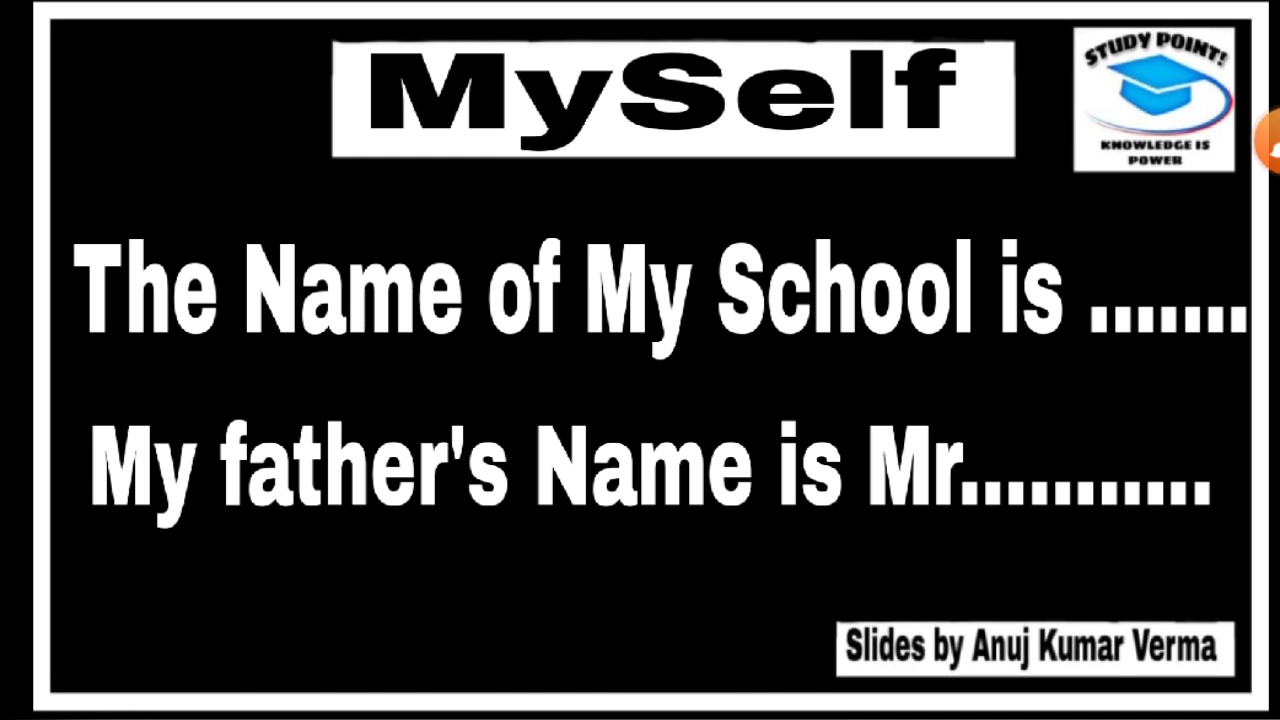 MySelf
STUDY POINT!
KNOWLEDGE IS
POWER
The Name of My School is .......
My father's Name is Mr...........
Slides by Anuj Kumar Verma